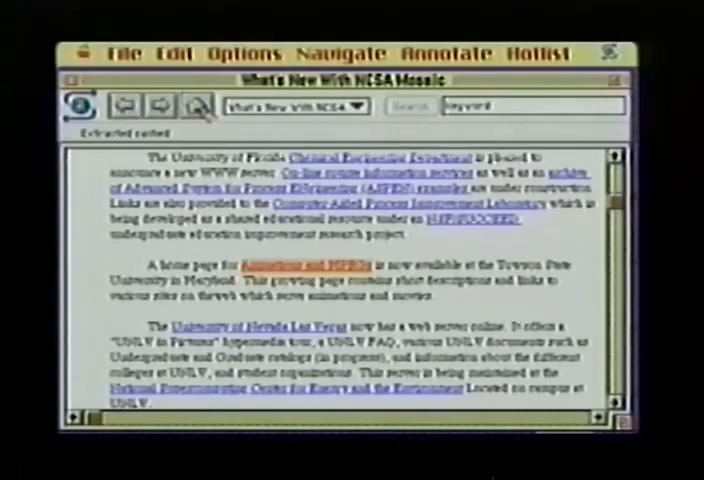 File Edit Options Navigate Annotate Hotlist
What's New With NCSA Mosaic
What's New With NCSA Search keyword
Extracted cached
The University of Florida Chemical Engineering Department is pleased to
announce a new WWW server. On-line course information services as well as an archive
of Advanced System for Process ENgineering (ASPEN) examples are under construction.
Links are also provided to the Computer-Aided Process Improvement Laboratory which is
being developed as a shared educational resource under an NSF/SUCCEED
undergraduate education improvement research project.
A home page for Animations and MPEGs is now available at the Towson State
University in Maryland. This growing page contains short descriptions and links to
various sites on the web which serve animations and movies.
The University of Nevada Las Vegas now has a web server online. It offers a
"UNLV in Pictures" hypermedia tour, a UNLV FAQ, various UNLV documents such as
Undergraduate and Graduate catalogs (in progress), and information about the different
colleges at UNLV, and student organizations. This server is being maintained at the
National Supercomputing Center for Energy and the Environment Located on campus at
UNLV.